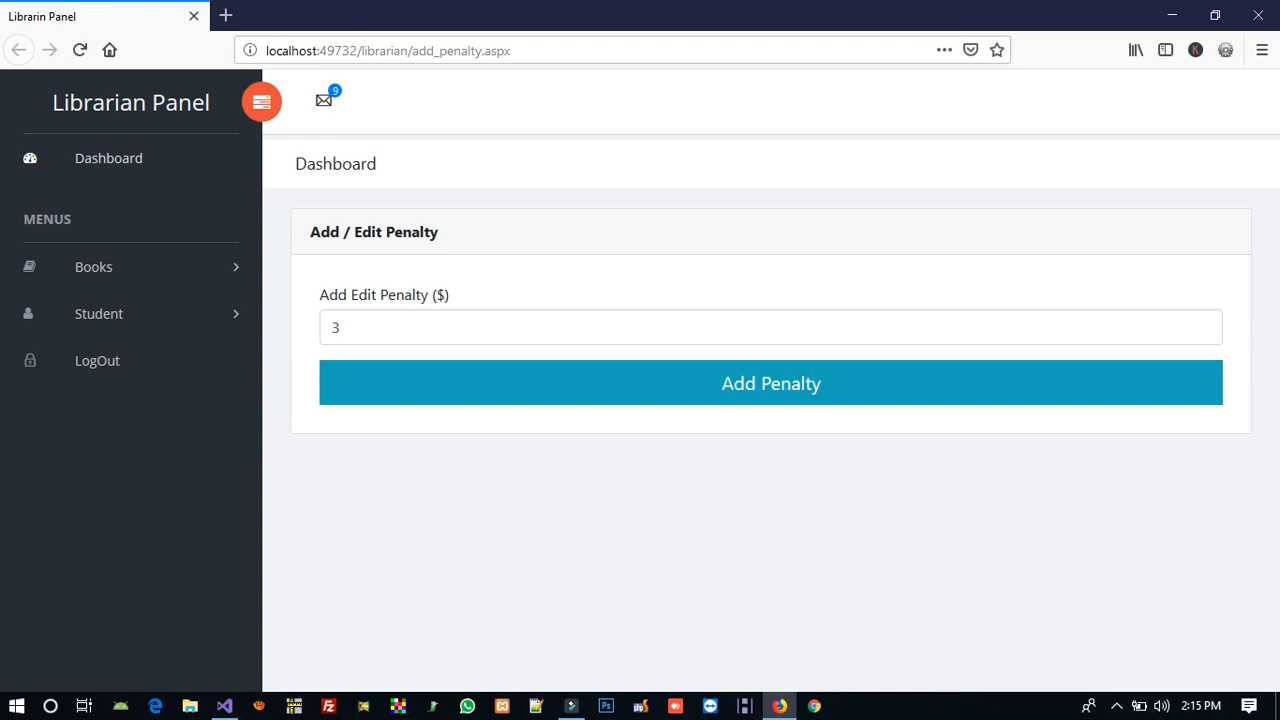 Librarin Panel
localhost:49732/librarian/add_penalty.aspx
Librarian Panel
9
Dashboard
Dashboard
MENUS
Add / Edit Penalty
Books
Add Edit Penalty ($)
Student
3
LogOut
Add Penalty
2:15 PM